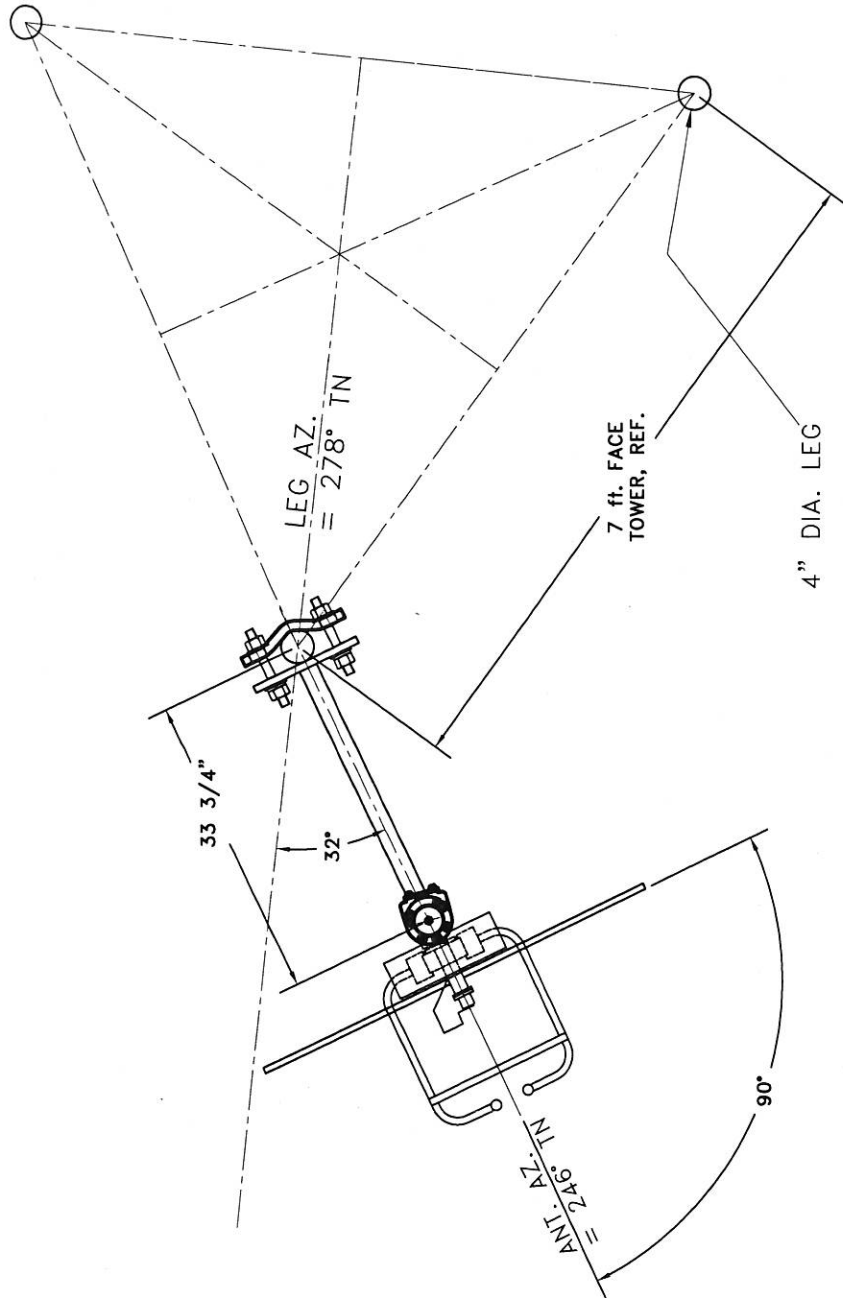 LEG AZ.
= 278° TN
33 3/4"
32°
7 ft. FACE
TOWER, REF.
4" DIA. LEG
ANT. AZ.
= 246° TN
90°